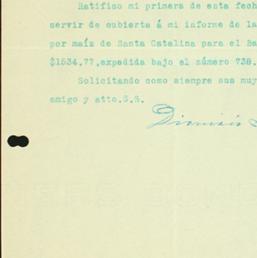 Ratifico mi primera de esta fech
servir de cubierta á mi informe de la
por maíz de Santa Catalina para el Ba
$1534.77,expedida bajo el número 738.
Solicitando como siempre sus muy
amigo y atto.S.S.
Dionisio